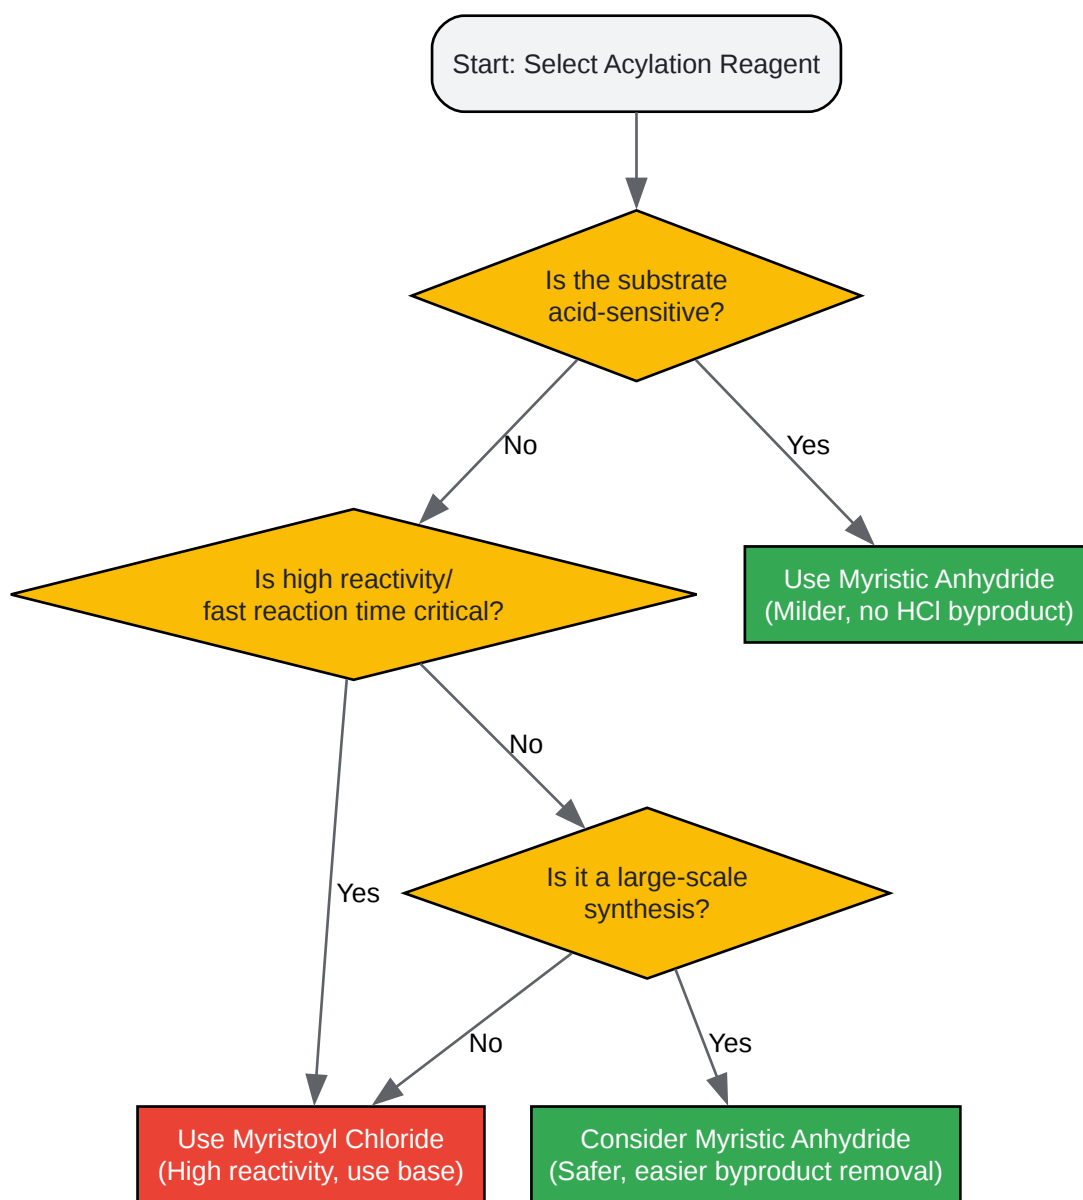 Start: Select Acylation Reagent
Is the substrate
acid-sensitive?
No
Yes
Is high reactivity/
fast reaction time critical?
Use Myristic Anhydride
(Milder, no HCl byproduct)
No
Yes
Is it a large-scale
synthesis?
No
Yes
Use Myristoyl Chloride
(High reactivity, use base)
Consider Myristic Anhydride
(Safer, easier byproduct removal)